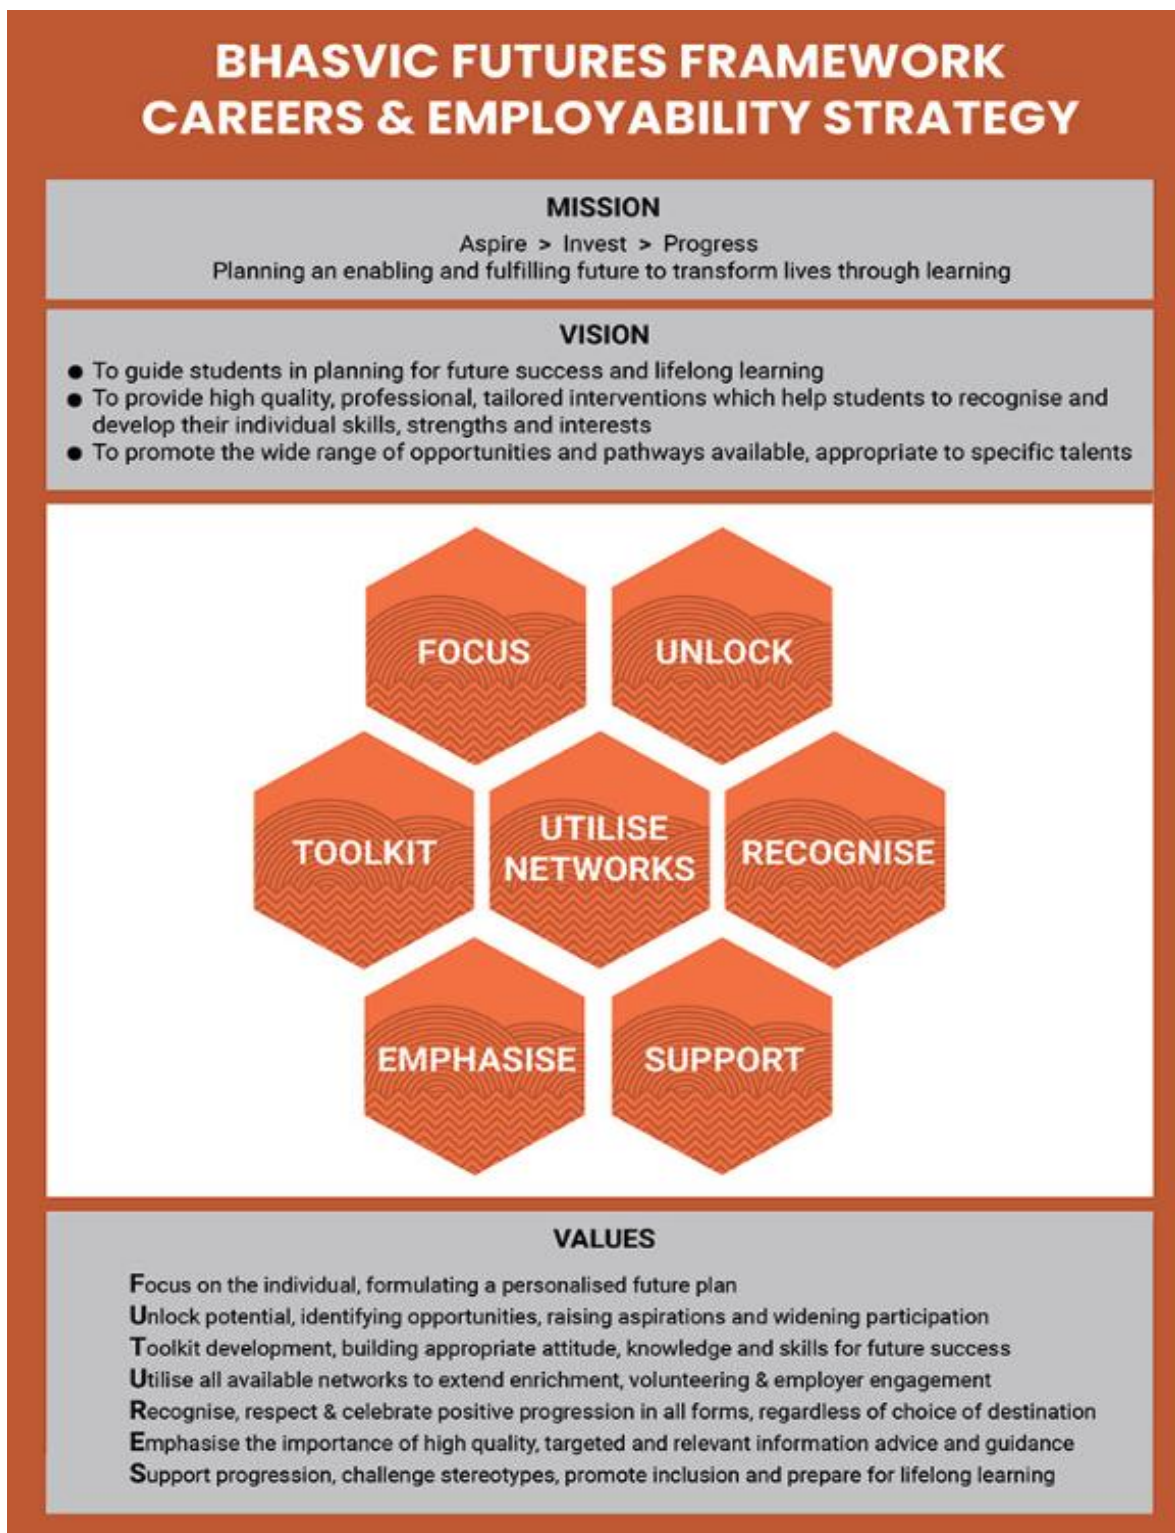 BHASVIC FUTURES FRAMEWORK
CAREERS & EMPLOYABILITY STRATEGY
MISSION
Aspire > Invest > Progress
Planning an enabling and fulfilling future to transform lives through learning
VISION
● To guide students in planning for future success and lifelong learning
● To provide high quality, professional, tailored interventions which help students to recognise and
develop their individual skills, strengths and interests
● To promote the wide range of opportunities and pathways available, appropriate to specific talents
FOCUS
UNLOCK
TOOLKIT
UTILISE
NETWORKS
RECOGNISE
EMPHASISE
SUPPORT
VALUES
Focus on the individual, formulating a personalised future plan
Unlock potential, identifying opportunities, raising aspirations and widening participation
Toolkit development, building appropriate attitude, knowledge and skills for future success
Utilise all available networks to extend enrichment, volunteering & employer engagement
Recognise, respect & celebrate positive progression in all forms, regardless of choice of destination
Emphasise the importance of high quality, targeted and relevant information advice and guidance
Support progression, challenge stereotypes, promote inclusion and prepare for lifelong learning